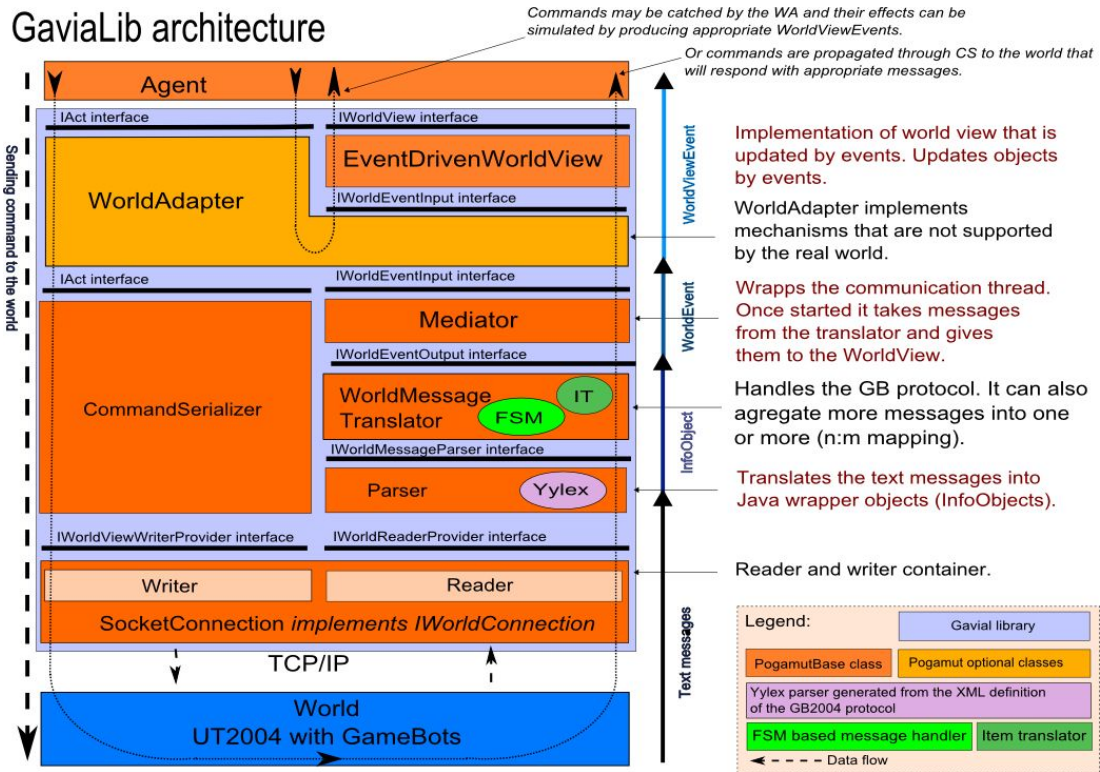 GaviaLib architecture
Commands may be catched by the WA and their effects can be
simulated by producing appropriate WorldViewEvents.
Or commands are propagated through CS to the world that
will respond with appropriate messages.
Agent
IAct interface
IWorldView interface
EventDrivenWorldView
WorldAdapter
IWorldEventInput interface
IAct interface
IWorldEventInput interface
Mediator
IWorldEventOutput interface
CommandSerializer
WorldMessage
Translator
IT
FSM
IWorldMessageParser interface
Parser
Yylex
IWorldViewWriterProvider interface
IWorldReaderProvider interface
Writer
Reader
SocketConnection implements IWorldConnection
TCP/IP
World
UT2004 with GameBots
Sending command to the world
WorldViewEvent
WorldEvent
InfoObject
Text messages
Implementation of world view that is
updated by events. Updates objects
by events.
WorldAdapter implements
mechanisms that are not supported
by the real world.
Wrapps the communication thread.
Once started it takes messages
from the translator and gives
them to the WorldView.
Handles the GB protocol. It can also
agregate more messages into one
or more (n:m mapping).
Translates the text messages into
Java wrapper objects (InfoObjects).
Reader and writer container.
Legend:
Gavial library
PogamutBase class
Pogamut optional classes
Yylex parser generated from the XML definition
of the GB2004 protocol
FSM based message handler
Item translator
Data flow